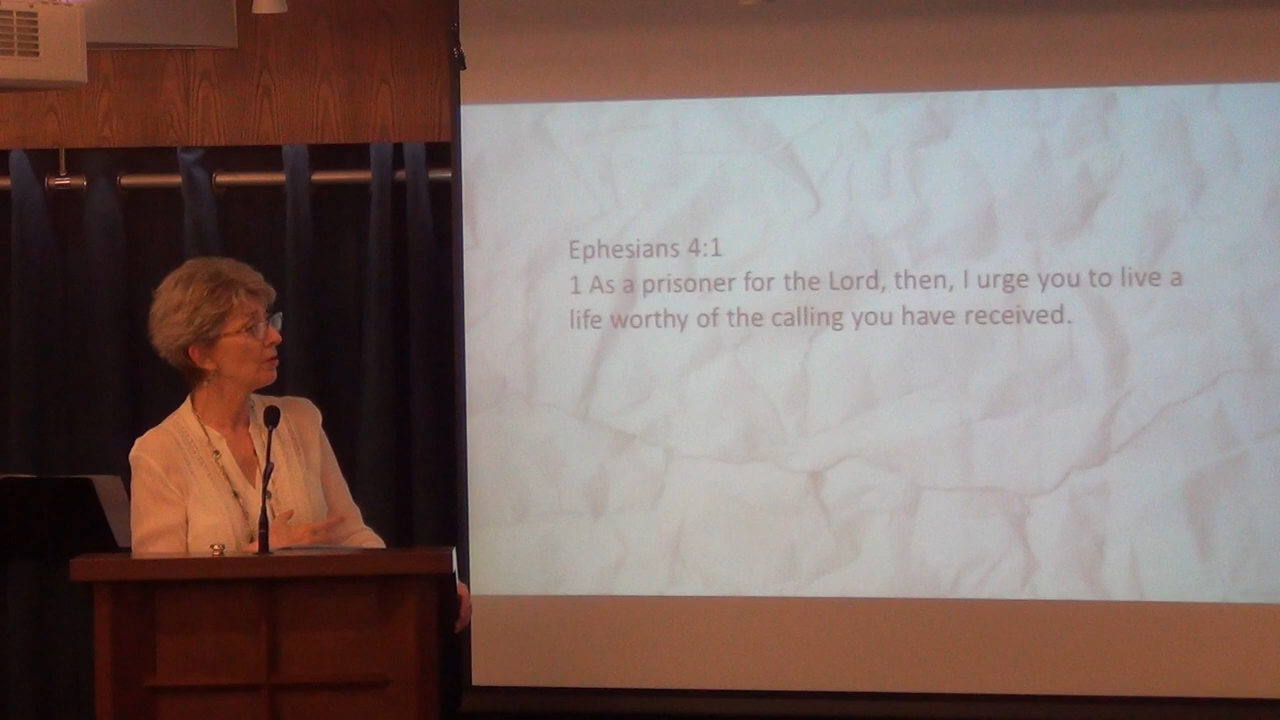 Ephesians 4:1
1 As a prisoner for the Lord, then, I urge you to live a
life worthy of the calling you have received.